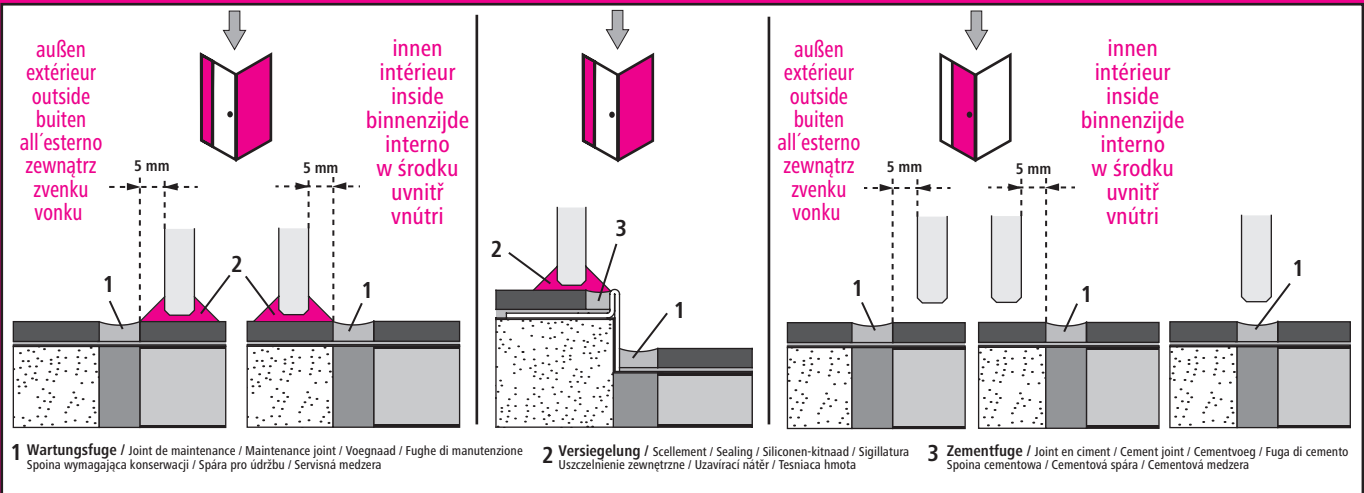 außen
extérieur
outside
buiten
all´esterno
zewnątrz
zvenku
vonku
innen
intérieur
inside
binnenzijde
interno
w środku
uvnitř
vnútri
5 mm
5 mm
1
2
1
2
3
1
außen
extérieur
outside
buiten
all´esterno
zewnątrz
zvenku
vonku
innen
intérieur
inside
binnenzijde
interno
w środku
uvnitř
vnútri
5 mm
5 mm
1
1
1
1 Wartungsfuge / Joint de maintenance / Maintenance joint / Voegnaad / Fughe di manutenzione
Spoina wymagająca konserwacji / Spára pro údržbu / Servisná medzera
2 Versiegelung / Scellement / Sealing / Siliconen-kitnaad / Sigillatura
Uszczelnienie zewnętrzne / Uzavírací nátěr / Tesniaca hmota
3 Zementfuge / Joint en ciment / Cement joint / Cementvoeg / Fuga di cemento
Spoina cementowa / Cementová spára / Cementová medzera